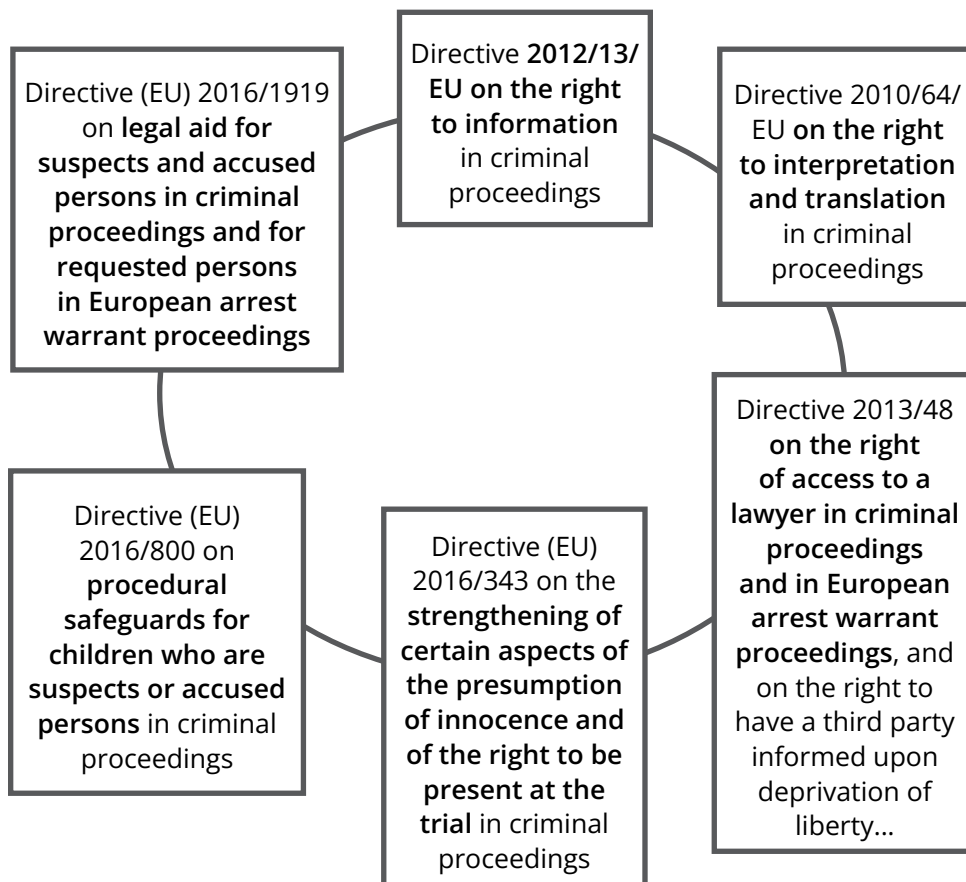 Directive (EU) 2016/1919
on legal aid for
suspects and accused
persons in criminal
proceedings and for
requested persons
in European arrest
warrant proceedings
Directive 2012/13/
EU on the right
to information
in criminal
proceedings
Directive 2010/64/
EU on the right
to interpretation
and translation
in criminal
proceedings
Directive 2013/48
on the right
of access to a
lawyer in criminal
proceedings
and in European
arrest warrant
proceedings, and
on the right to
have a third party
informed upon
deprivation of
liberty...
Directive (EU)
2016/343 on the
strengthening of
certain aspects of
the presumption
of innocence and
of the right to be
present at the
trial in criminal
proceedings
Directive (EU)
2016/800 on
procedural
safeguards for
children who are
suspects or accused
persons in criminal
proceedings